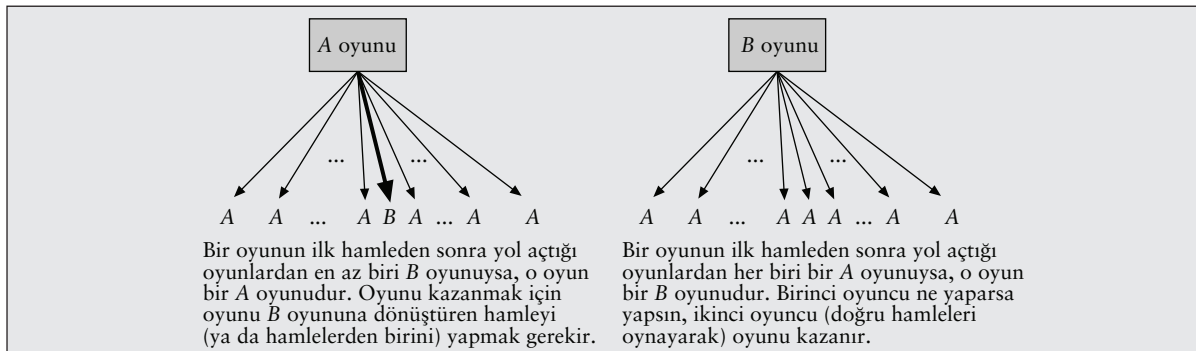 A oyunu
...
...
A A ... A B A ... A A
Bir oyunun ilk hamleden sonra yol açtığı
oyunlardan en az biri B oyunuysa, o oyun
bir A oyunudur. Oyunu kazanmak için
oyunu B oyununa dönüştüren hamleyi
(ya da hamlelerden birini) yapmak gerekir.
B oyunu
...
...
A A ... A A A ... A A
Bir oyunun ilk hamleden sonra yol açtığı
oyunlardan her biri bir A oyunuysa, o oyun
bir B oyunudur. Birinci oyuncu ne yaparsa
yapsın, ikinci oyuncu (doğru hamleleri
oynayarak) oyunu kazanır.